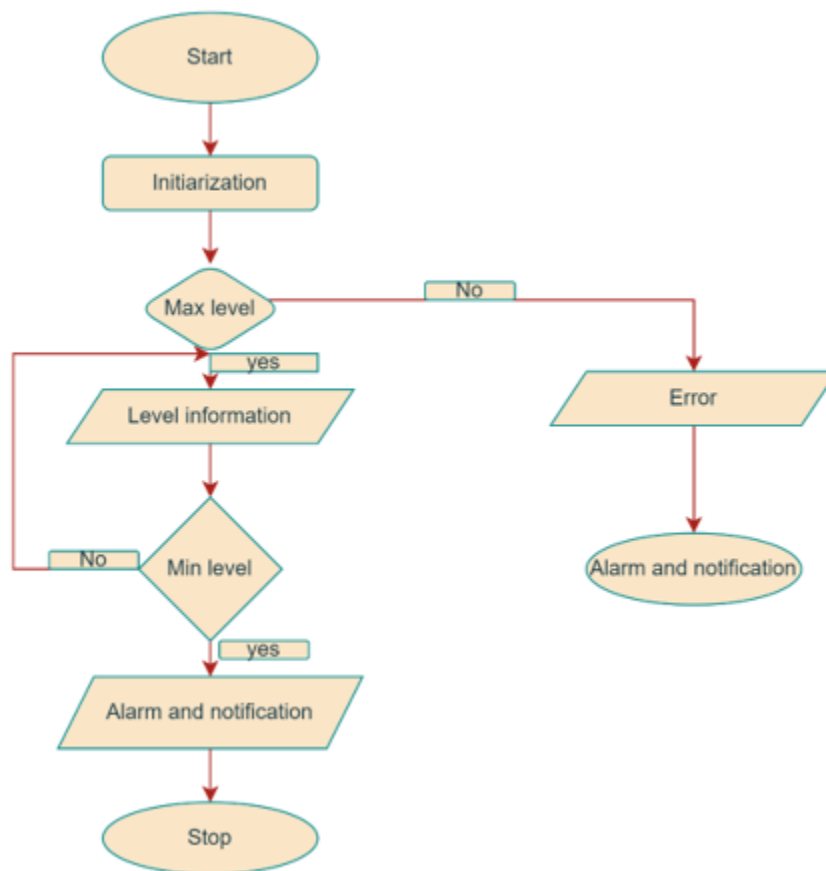 Start
Initiarization
Max level
No
yes
Level information
Error
No
Min level
Alarm and notification
yes
Alarm and notification
Stop